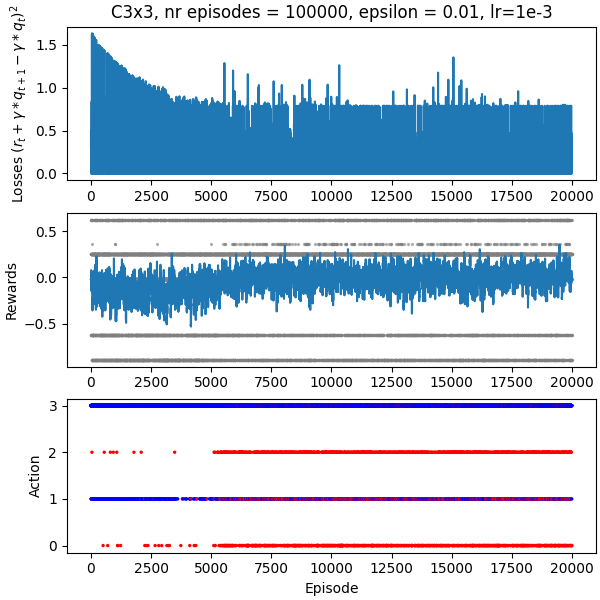 C3x3, nr episodes = 100000, epsilon = 0.01, lr=1e-3
Losses (r_t + γ * q_{t+1} − γ * q_t)^2
1.5
1.0
0.5
0.0
0 2500 5000 7500 10000 12500 15000 17500 20000
Rewards
0.5
0.0
−0.5
0 2500 5000 7500 10000 12500 15000 17500 20000
Action
3
2
1
0
0 2500 5000 7500 10000 12500 15000 17500 20000
Episode